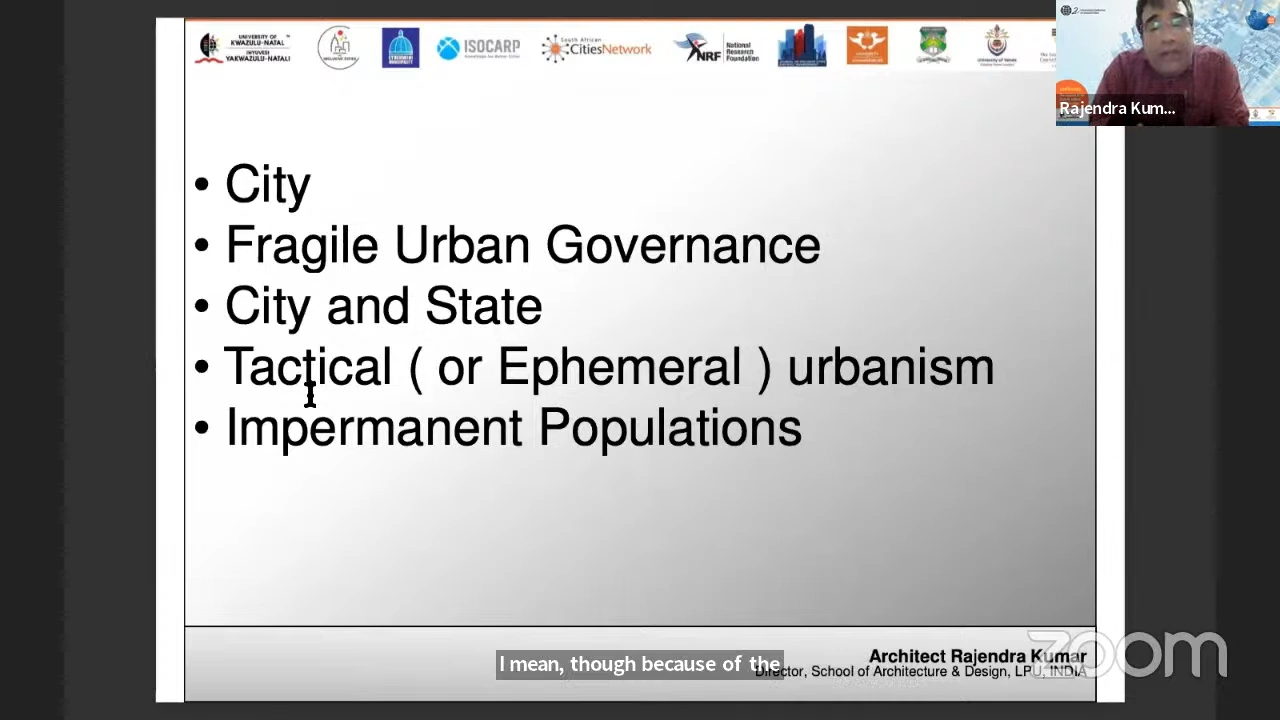 UNIVERSITY OF
KWAZULU-NATAL
INYUVESI
YAKWAZULU-NATALI
ISOCARP
South African
CitiesNetwork
NRF
National
Research
Foundation
Rajendra Kum...
• City
• Fragile Urban Governance
• City and State
• Tactical ( or Ephemeral ) urbanism
• Impermanent Populations
I mean, though because of the
Architect Rajendra Kumar
Director, School of Architecture & Design, LPU, INDIA
zoom